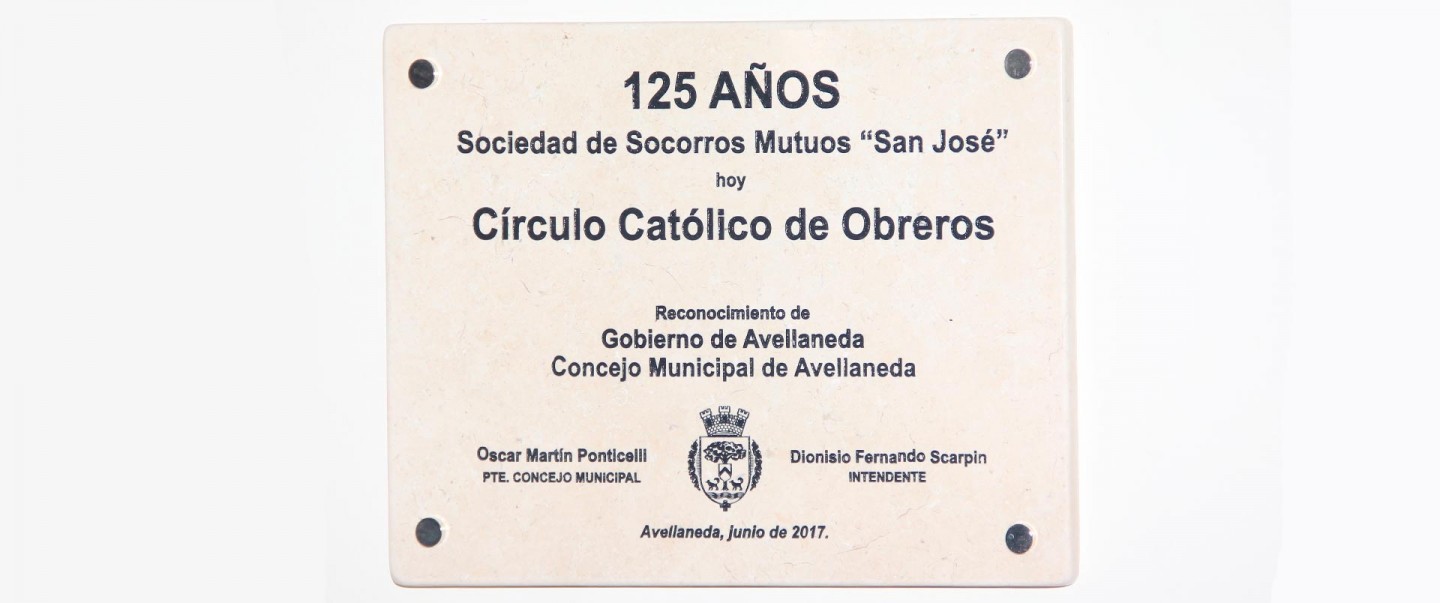 125 AÑOS
Sociedad de Socorros Mutuos “San José”
hoy
Círculo Católico de Obreros
Reconocimiento de
Gobierno de Avellaneda
Concejo Municipal de Avellaneda
Oscar Martín Ponticelli
PTE. CONCEJO MUNICIPAL
Dionisio Fernando Scarpin
INTENDENTE
Avellaneda, junio de 2017.